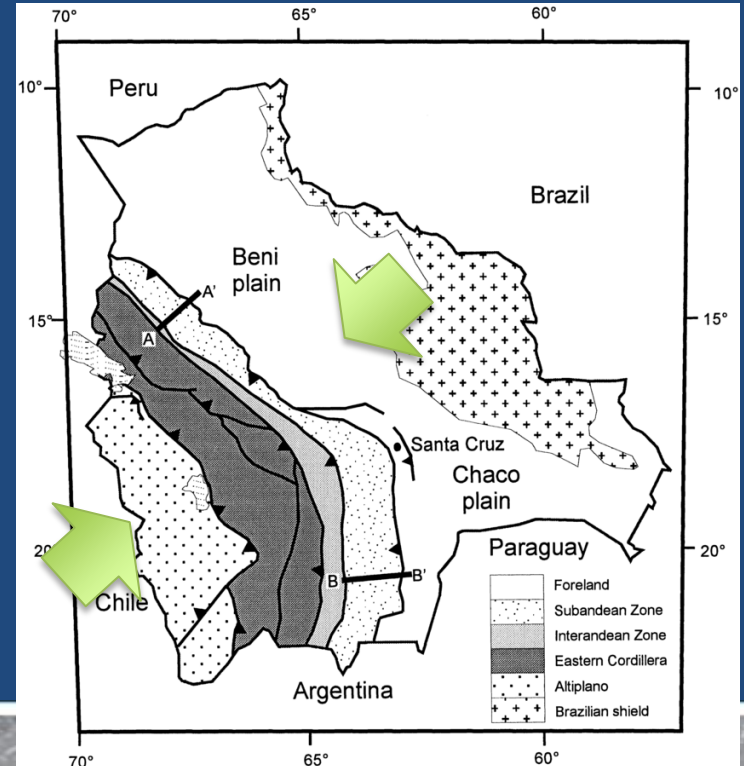 70°
65°
60°
10°
10°
Peru
Brazil
Beni
plain
A'
A
15°
15°
Santa Cruz
Chaco
plain
20
20°
Paraguay
B
B'
Chile
Argentina
Foreland
Subandean Zone
Interandean Zone
Eastern Cordillera
Altiplano
Brazilian shield
70°
65°
60°